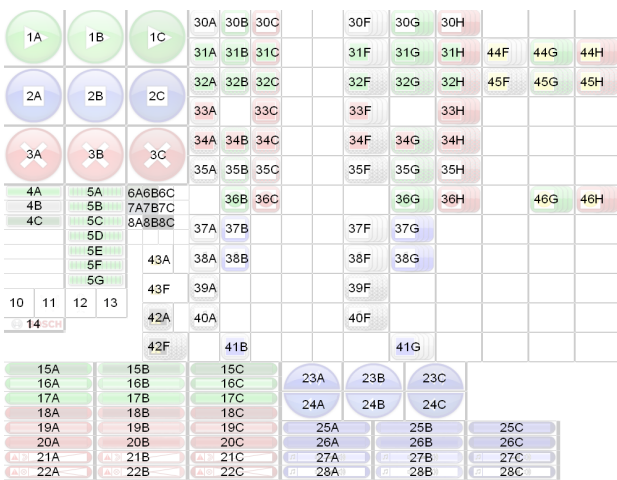 1A 1B 1C 30A 30B 30C 30F 30G 30H
31A 31B 31C 31F 31G 31H 44F 44G 44H
2A 2B 2C 32A 32B 32C 32F 32G 32H 45F 45G 45H
33A 33C 33F 33H
3A 3B 3C 34A 34B 34C 34F 34G 34H
35A 35B 35C 35F 35G 35H
4A 5A 6A6B6C 36B 36C 36G 36H 46G 46H
4B 5B 7A7B7C
4C 5C 8A8B8C 37A 37B 37F 37G
5D
5E 43A 38A 38B 38F 38G
5F
5G 43F 39A 39F
10 11 12 13
14SCH 42A 40A 40F
42F 41B 41G
15A 15B 15C 23A 23B 23C
16A 16B 16C
17A 17B 17C 24A 24B 24C
18A 18B 18C
19A 19B 19C 25A 25B 25C
20A 20B 20C 26A 26B 26C
21A 21B 21C 27A 27B 27C
22A 22B 22C 28A 28B 28C